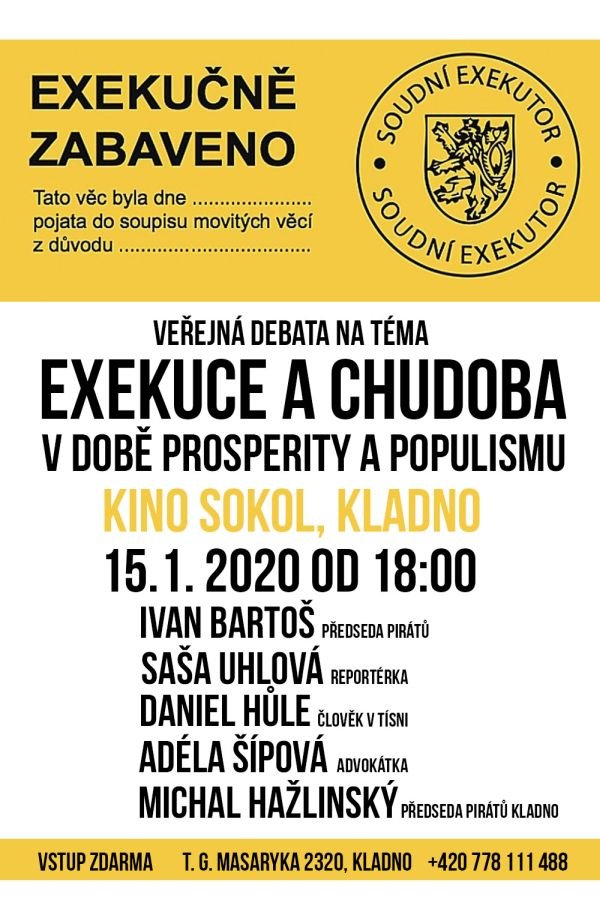 EXEKUČNĚ
ZABAVENO
Tato věc byla dne ......................
pojata do soupisu movitých věcí
z důvodu ....................................
SOUDNÍ EXEKUTOR
SOUDNÍ EXEKUTOR
VEŘEJNÁ DEBATA NA TÉMA
EXEKUCE A CHUDOBA
V DOBĚ PROSPERITY A POPULISMU
KINO SOKOL, KLADNO
15.1. 2020 OD 18:00
IVAN BARTOŠ PŘEDSEDA PIRÁTŮ
SAŠA UHLOVÁ REPORTÉRKA
DANIEL HŮLE ČLOVĚK V TÍSNI
ADÉLA ŠÍPOVÁ ADVOKÁTKA
MICHAL HAŽLINSKÝ PŘEDSEDA PIRÁTŮ KLADNO
VSTUP ZDARMA T. G. MASARYKA 2320, KLADNO +420 778 111 488